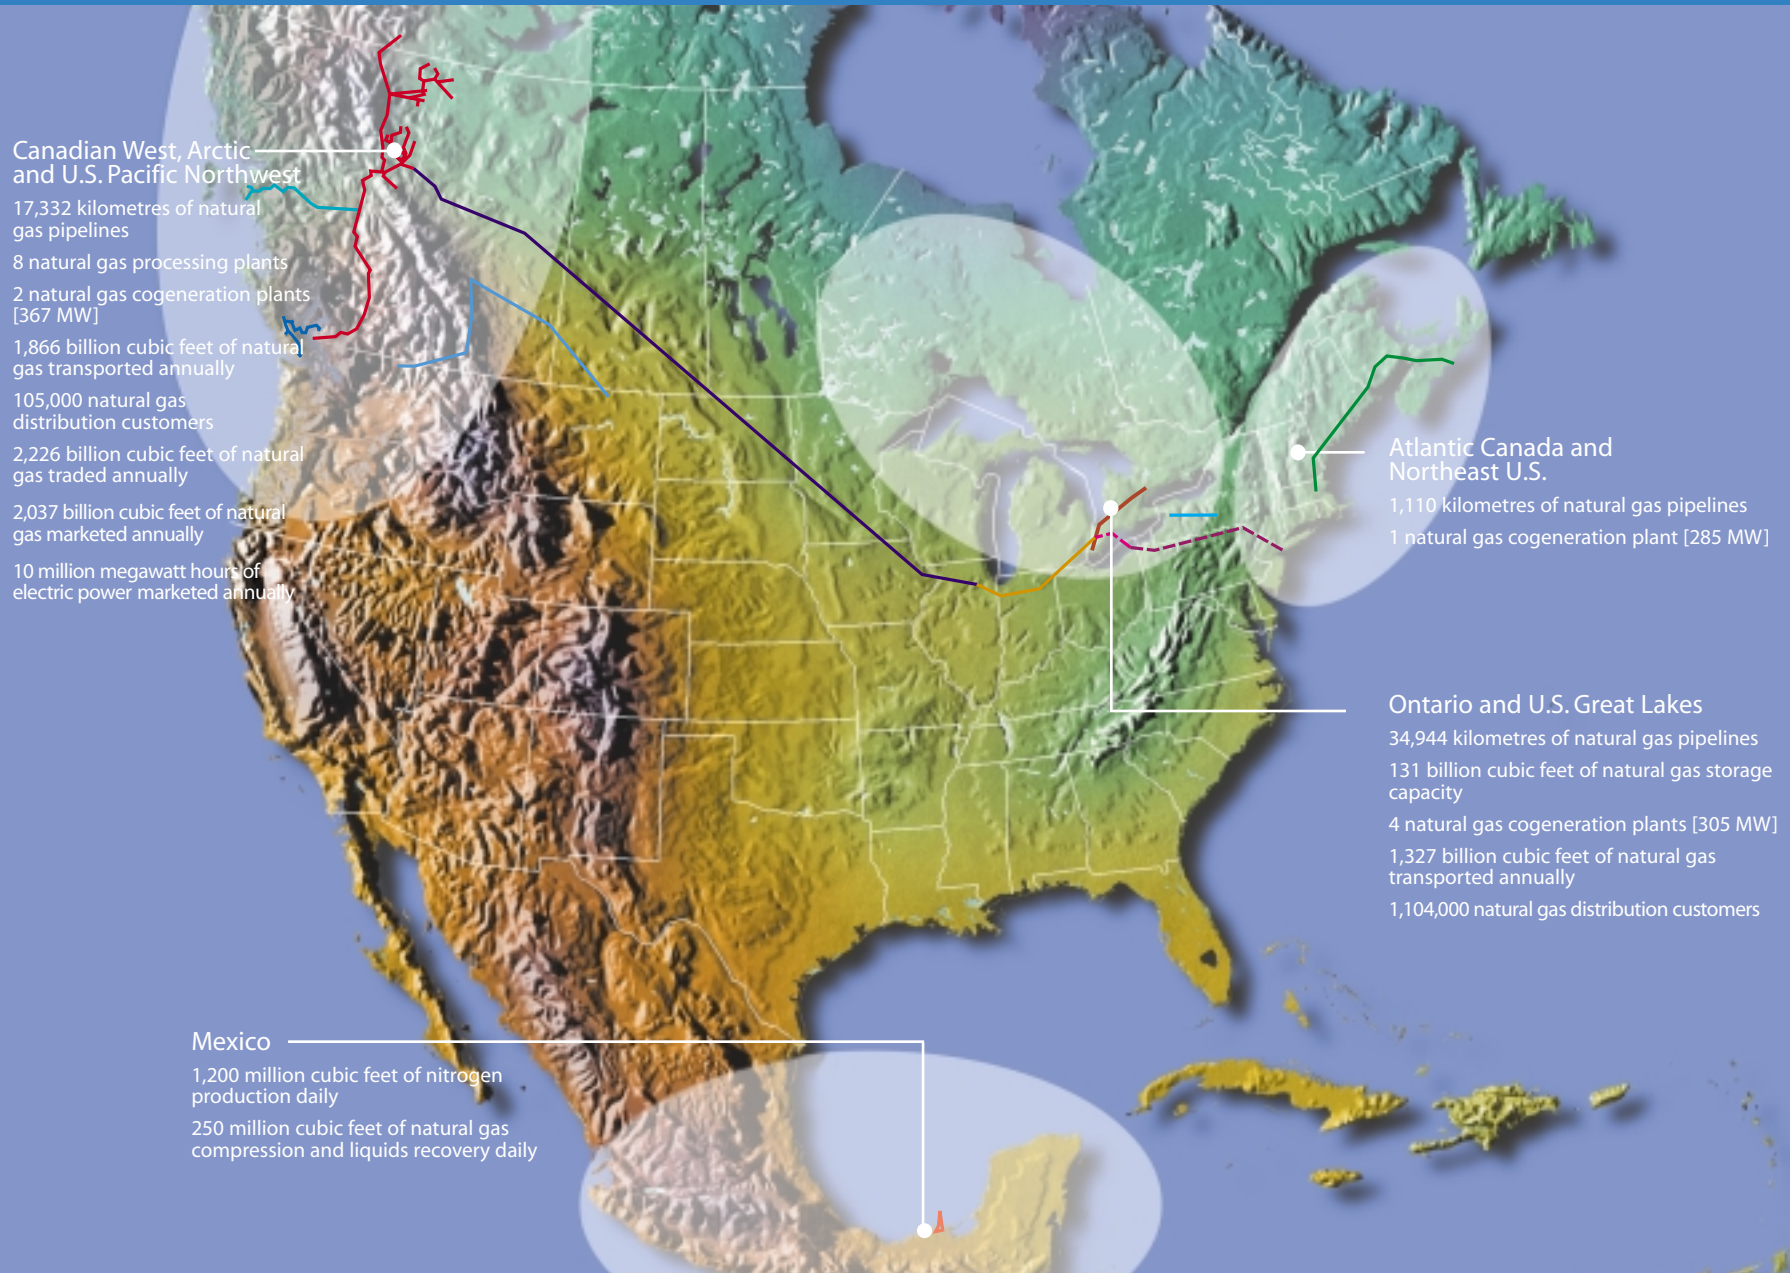 Canadian West, Arctic
and U.S. Pacific Northwest
17,332 kilometres of natural
gas pipelines
8 natural gas processing plants
2 natural gas cogeneration plants
[367 MW]
1,866 billion cubic feet of natural
gas transported annually
105,000 natural gas
distribution customers
2,226 billion cubic feet of natural
gas traded annually
2,037 billion cubic feet of natural
gas marketed annually
10 million megawatt hours of
electric power marketed annually
Atlantic Canada and
Northeast U.S.
1,110 kilometres of natural gas pipelines
1 natural gas cogeneration plant [285 MW]
Ontario and U.S. Great Lakes
34,944 kilometres of natural gas pipelines
131 billion cubic feet of natural gas storage
capacity
4 natural gas cogeneration plants [305 MW]
1,327 billion cubic feet of natural gas
transported annually
1,104,000 natural gas distribution customers
Mexico
1,200 million cubic feet of nitrogen
production daily
250 million cubic feet of natural gas
compression and liquids recovery daily